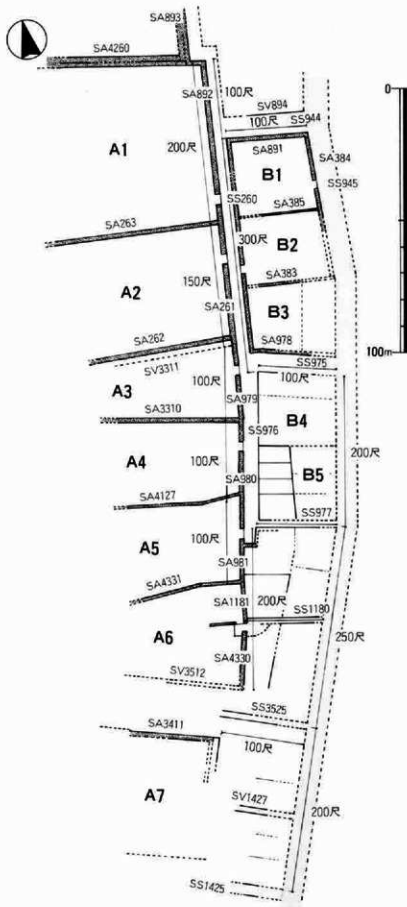 SA893
SA4260
0
SA892
100尺
SV894
100尺
SS944
A1
200尺
SA891
SA384
B1
SS945
SS260
SA385
SA263
300尺
B2
150尺
SA383
A2
SA261
B3
SA262
SA978
100m
SV3311
SS975
A3
100尺
100尺
SA979
SA3310
SS976
B4
A4
100尺
200尺
SA980
B5
SA4127
SS977
A5
100尺
SA981
SA4331
SA1181
200尺
SS1180
A6
250尺
SA4330
SV3512
SS3525
SA3411
100尺
A7
SV1427
200尺
SS1425